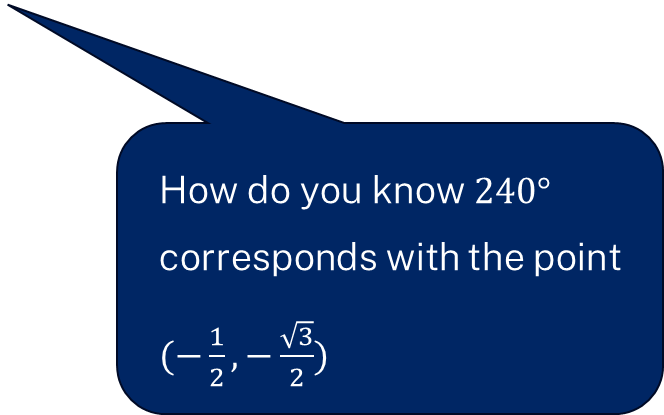 How do you know 240°
corresponds with the point
(−1/2, −√3/2)